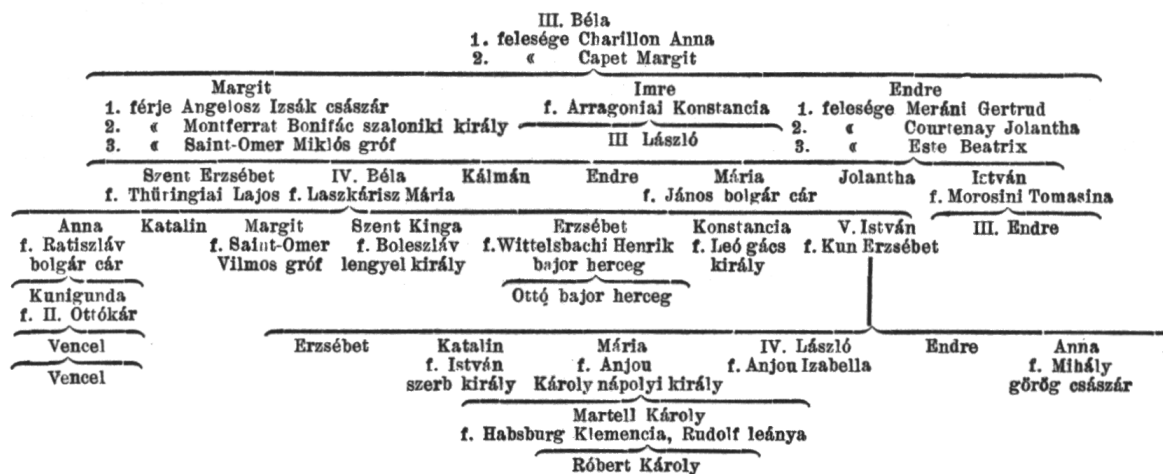 III. Béla
1. felesége Charillon Anna
2. « Capet Margit
Margit Imre Endre
1. férje Angelosz Izsák császár f. Arragoniai Konstancia 1. felesége Meráni Gertrud
2. « Montferrat Bonifác szaloniki király 2. « Courtenay Jolantha
3. « Saint-Omer Miklós gróf III László 3. « Este Beatrix
Szent Erzsébet IV. Béla Kálmán Endre Mária Jolantha István
f. Thüringiai Lajos f. Laszkárisz Mária f. János bolgár cár f. Morosini Tomasina
Anna Katalin Margit Szent Kinga Erzsébet Konstancia V. István III. Endre
f. Ratiszláv f. Saint-Omer f. Boleszláv f. Wittelsbachi Henrik f. Leó gács f. Kun Erzsébet
bolgár cár Vilmos gróf lengyel király bajor herceg király
Kunigunda Ottó bajor herceg
f. II. Ottókár
Vencel Erzsébet Katalin Mária IV. László Endre Anna
f. István f. Anjou f. Anjou Izabella f. Mihály
Vencel szerb király Károly nápolyi király görög császár
Martell Károly
f. Habsburg Klemencia, Rudolf leánya
Róbert Károly